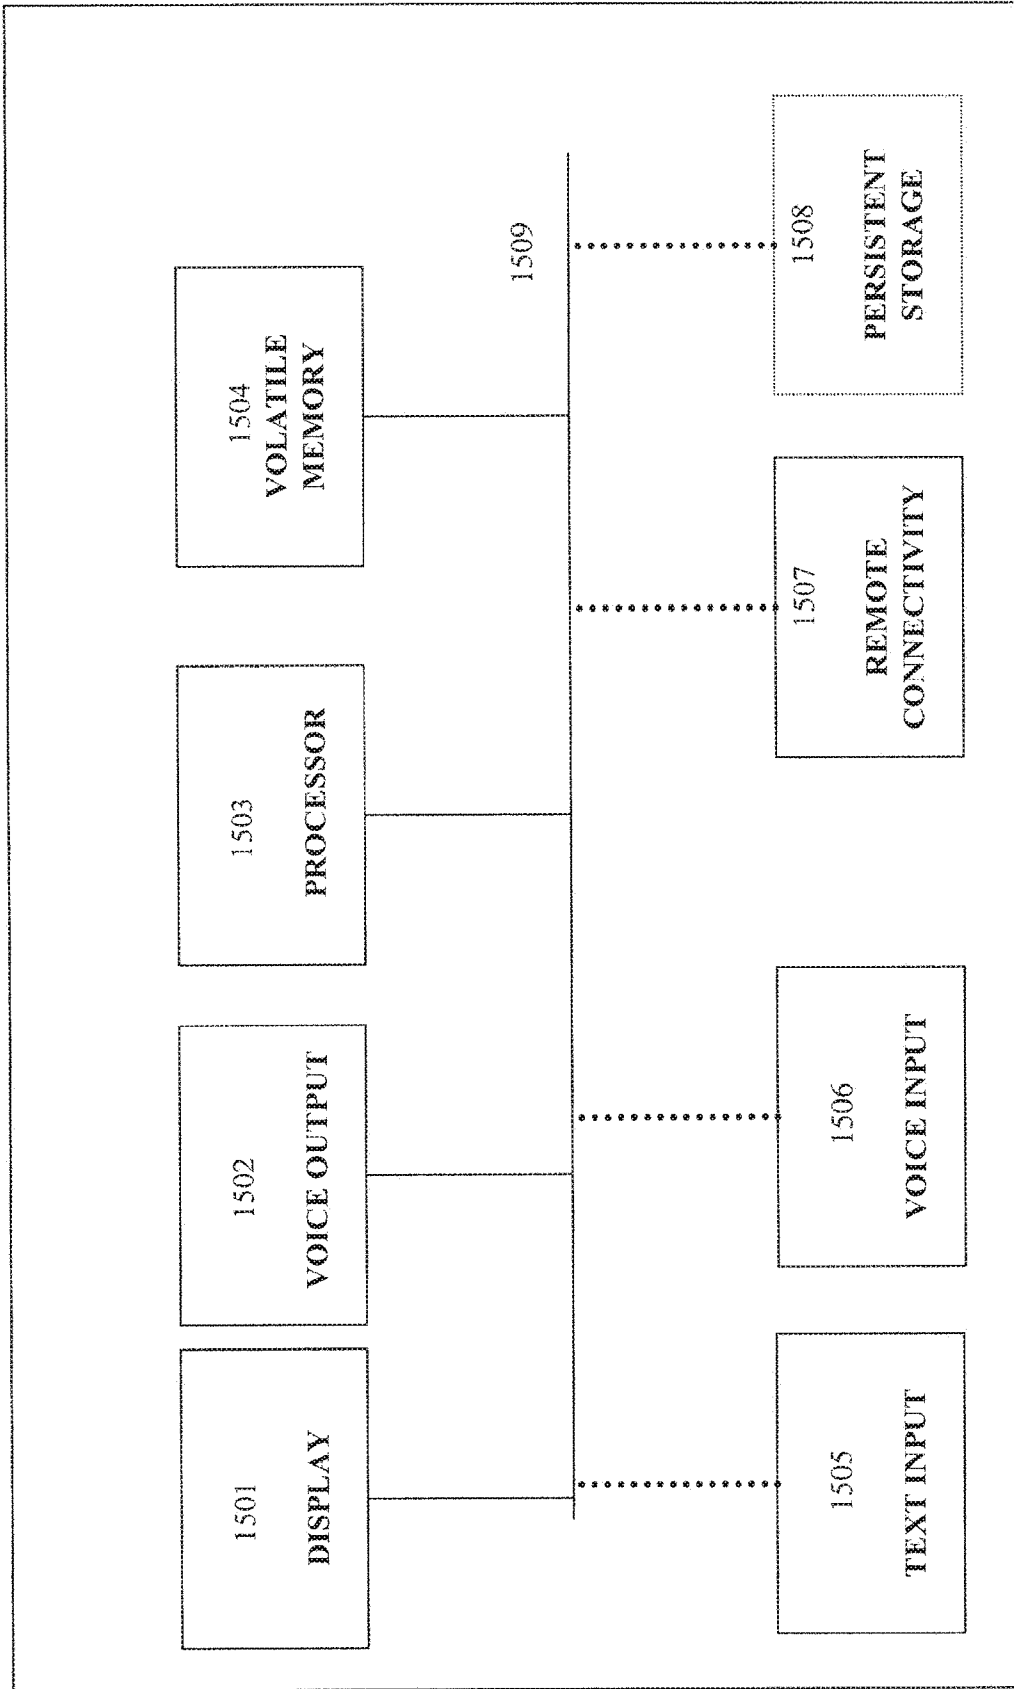 1501
DISPLAY
1502
VOICE OUTPUT
1503
PROCESSOR
1504
VOLATILE
MEMORY
1509
1505
TEXT INPUT
1506
VOICE INPUT
1507
REMOTE
CONNECTIVITY
1508
PERSISTENT
STORAGE